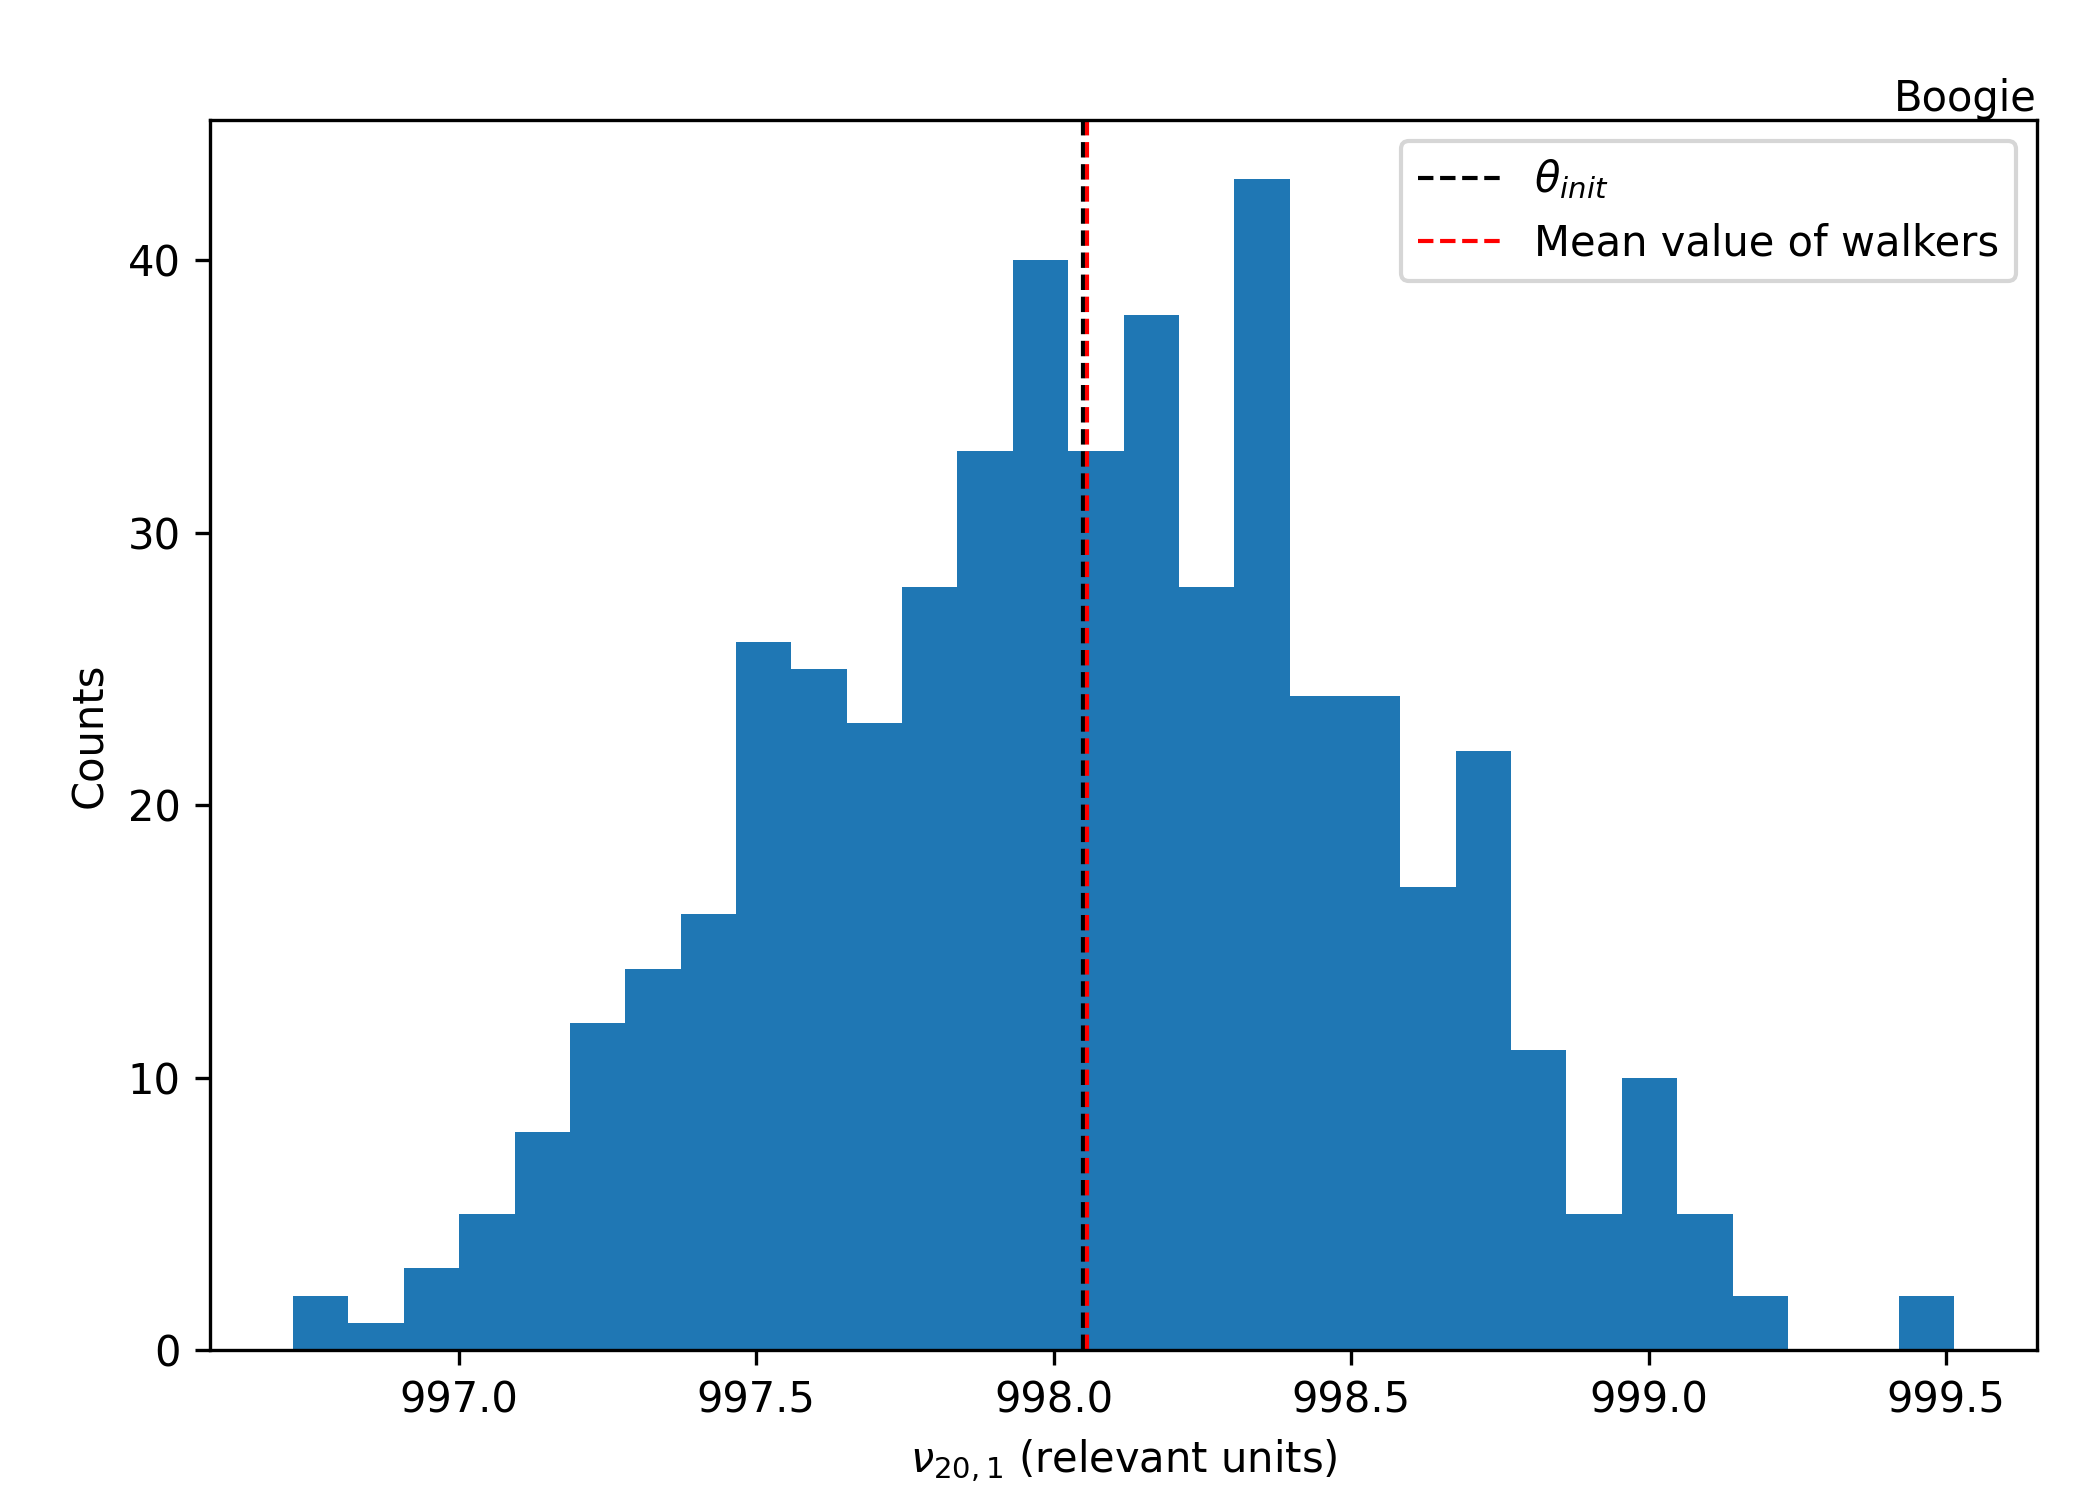 Boogie
θinit
Mean value of walkers
40
30
20
10
0
Counts
997.0 997.5 998.0 998.5 999.0 999.5
ν20, 1 (relevant units)